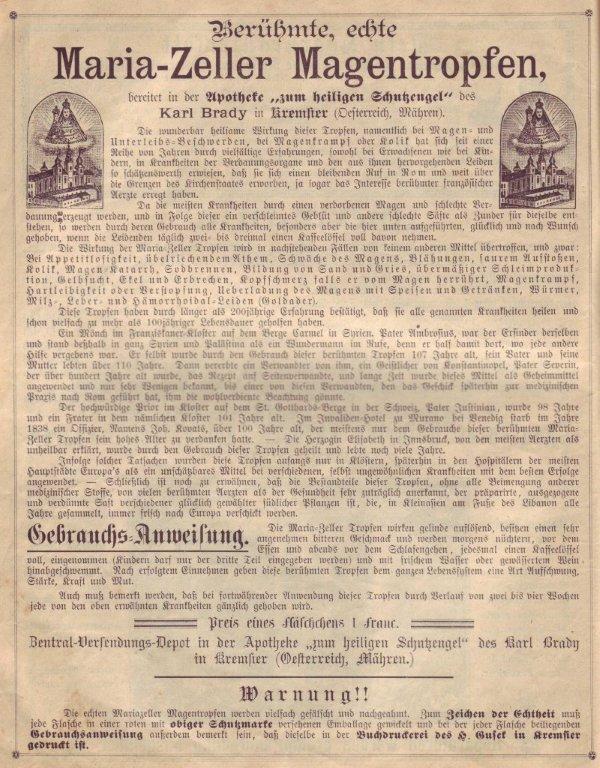 Berühmte, echte
Maria-Zeller Magentropfen,
bereitet in der Apotheke „zum heiligen Schutzengel“ des
Karl Brady in Kremsier (Oesterreich, Mähren).
Die wunderbar heilsame Wirkung dieser Tropfen, namentlich bei Magen- und
Unterleibs-Beschwerden, bei Magenkrampf oder Kolik hat sich seit einer
Reihe von Jahren durch vielfältige Erfahrungen, sowohl bei Erwachsenen wie bei Kin-
dern, in Krankheiten der Verdauungsorgane und den aus ihnen hervorgehenden Leiden
so schätzenswerth erwiesen, daß sie sich einen bleibenden Ruf in Rom und weit über
die Grenzen des Kirchenstaates erworben, ja sogar das Interesse berühmter französischer
Aerzte erregt haben.
Da die meisten Krankheiten durch einen verdorbenen Magen und schlechte Ver-
dauung erzeugt werden, und in Folge dieser ein verschleimtes Geblüt und andere schlechte Säfte als Zunder für dieselbe ent-
stehen, so werden durch deren Gebrauch alle Krankheiten, besonders aber die hier unten aufgeführten, glücklich und nach Wunsch
gehoben, wenn die Leidenden täglich zwei- bis dreimal einen Kaffeelöffel voll davon nehmen.
Die Wirkung der Maria-Zeller Tropfen wird in nachstehenden Fällen von keinem anderen Mittel übertroffen, und zwar:
Bei Appetitlosigkeit, übelriechendem Athem, Schwäche des Magens, Blähungen, saurem Aufstoßen,
Kolik, Magen-Katarrh, Sodbrennen, Bildung von Sand und Gries, übermäßiger Schleimproduk-
tion, Gelbsucht, Ekel und Erbrechen, Kopfschmerz falls er vom Magen herrührt, Magenkrampf,
Hartleibigkeit oder Verstopfung, Ueberladung des Magens mit Speisen und Getränken, Würmer,
Milz-, Leber- und Hämorrhoidal-Leiden (Goldader).
Diese Tropfen haben durch länger als 200jährige Erfahrung bestätigt, daß sie alle genannten Krankheiten heilen und
schon vielfach zu mehr als 100jähriger Lebensdauer geholfen haben.
Ein Mönch im Franziskaner-Kloster auf dem Berge Carmel in Syrien, Pater Ambrosius, war der Erfinder derselben
und stand deßhalb in ganz Syrien und Palästina als ein Wundermann im Rufe, denn er half damit dort, wo jede andere
Hilfe vergebens war. Er selbst wurde durch den Gebrauch dieser berühmten Tropfen 107 Jahre alt, sein Vater und seine
Mutter lebten über 110 Jahre. Dann vererbte ein Verwandter von ihm, ein Geistlicher von Konstantinopel, Pater Severin,
der über hundert Jahre alt wurde, das Rezept auf Seitenverwandte, und lange Zeit wurde dieses Mittel als Geheimmittel
angewendet und nur sehr Wenigen bekannt, bis einer von diesen Verwandten, den das Geschick späterhin zur medizinischen
Praxis nach Rom geführt hat, ihm die wohlverdiente Beachtung gönnte.
Der hochwürdige Prior im Kloster auf dem St. Gotthards-Berge in der Schweiz, Pater Justinian, wurde 98 Jahre
und ein Frater in dem nämlichen Kloster 104 Jahre alt. — Im Invaliden-Hotel zu Murano bei Venedig starb im Jahre
1838 ein Offizier, Namens Joh. Kovats, über 100 Jahre alt, der meistens nur dem Gebrauche dieser berühmten Maria-
Zeller Tropfen sein hohes Alter zu verdanken hatte. — Die Herzogin Elisabeth in Innsbruck, von den meisten Aerzten als
unheilbar erklärt, wurde durch den Gebrauch dieser Tropfen geheilt und lebte noch viele Jahre.
Infolge solcher Tatsachen wurden diese Tropfen anfangs nur in Klöstern, späterhin in den Hospitälern der meisten
Hauptstädte Europa's als ein unschätzbares Mittel bei verschiedenen, selbst ungewöhnlichen Krankheiten mit dem besten Erfolge
angewendet. — Schließlich ist noch zu erwähnen, daß die Bestandteile dieser Tropfen, ohne alle Beimengung anderer
medizinischer Stoffe, von vielen berühmten Aerzten als der Gesundheit sehr zuträglich anerkannt, der präparirte, ausgezogene
und verdünnte Saft verschiedener glücklich gewählter südlicher Pflanzen ist, die, in Kleinasien am Fuße des Libanon alle
Jahre gesammelt, immer frisch nach Europa verschickt werden.
Gebrauchs-Anweisung.
Die Maria-Zeller Tropfen wirken gelinde auflösend, besitzen einen sehr
angenehmen bitteren Geschmack und werden morgens nüchtern, vor dem
Essen und abends vor dem Schlafengehen, jedesmal einen Kaffeelöffel
voll, eingenommen (Kindern darf nur der dritte Teil eingegeben werden) und mit frischem Wasser oder gewässertem Wein
hinabgeschwemmt. Nach erfolgtem Einnehmen geben diese berühmten Tropfen dem ganzen Lebenssystem eine Art Aufschwung,
Stärke, Kraft und Mut.
Auch muß bemerkt werden, daß bei fortwährender Anwendung dieser Tropfen durch Verlauf von zwei bis vier Wochen
jede von den oben erwähnten Krankheiten gänzlich gehoben wird.
Preis eines Fläschchens 1 Franc.
Zentral-Versendungs-Depot in der Apotheke „zum heiligen Schutzengel“ des Karl Brady
in Kremsier (Oesterreich, Mähren.)
Warnung!!
Die echten Mariazeller Magentropfen werden vielfach gefälscht und nachgeahmt. Zum Zeichen der Echtheit muß
jede Flasche in einer roten mit obiger Schutzmarke versehenen Emballage gewickelt und bei der jeder Flasche beiliegenden
Gebrauchsanweisung außerdem bemerkt sein, daß dieselbe in der Buchdruckerei des H. Gusek in Kremsier
gedruckt ist.